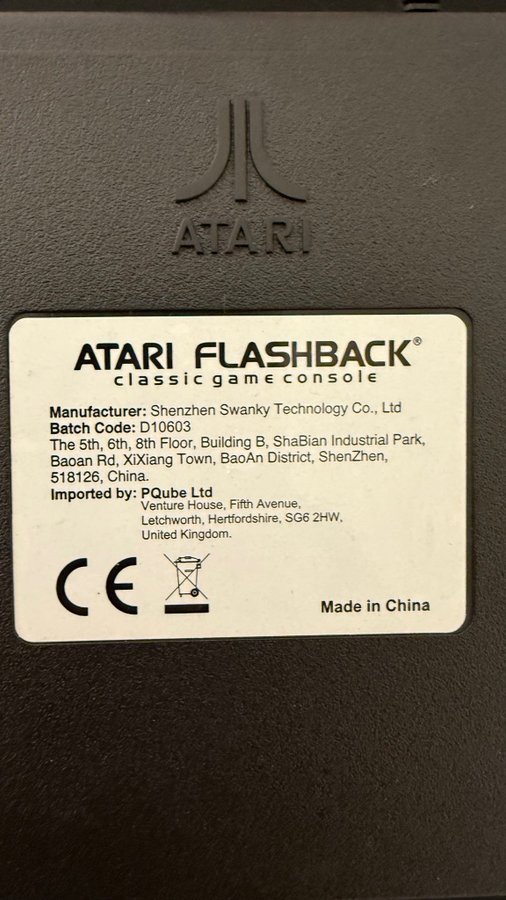 ATARI
ATARI FLASHBACK®
classic game console
Manufacturer: Shenzhen Swanky Technology Co., Ltd
Batch Code: D10603
The 5th, 6th, 8th Floor, Building B, ShaBian Industrial Park,
Baoan Rd, XiXiang Town, BaoAn District, ShenZhen,
518126, China.
Imported by: PQube Ltd
Venture House, Fifth Avenue,
Letchworth, Hertfordshire, SG6 2HW,
United Kingdom.
CE
Made in China